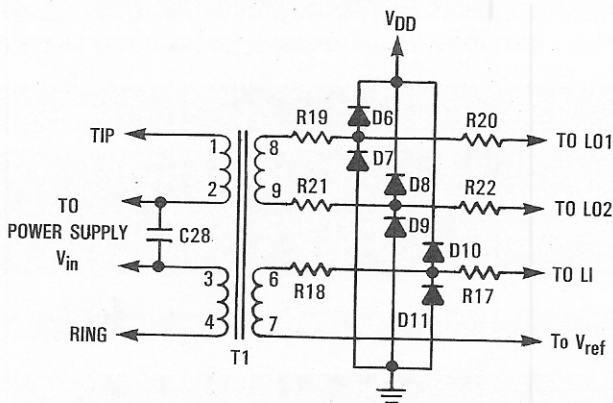 VDD
R19
D6
R20
TIP
1
8
D7
TO LO1
2
9
R21
D8
R22
TO
POWER SUPPLY
C28
D9
TO LO2
Vin
3
6
R18
D10
R17
TO LI
4
7
D11
RING
T1
To Vref